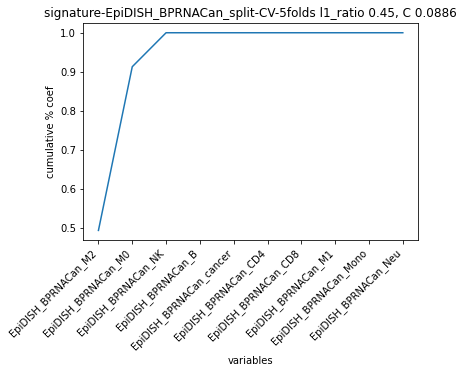 signature-EpiDISH_BPRNACan_split-CV-5folds l1_ratio 0.45, C 0.0886
cumulative % coef
1.0
0.9
0.8
0.7
0.6
0.5
EpiDISH_BPRNACan_M2
EpiDISH_BPRNACan_M0
EpiDISH_BPRNACan_NK
EpiDISH_BPRNACan_B
EpiDISH_BPRNACan_cancer
EpiDISH_BPRNACan_CD4
EpiDISH_BPRNACan_CD8
EpiDISH_BPRNACan_M1
EpiDISH_BPRNACan_Mono
EpiDISH_BPRNACan_Neu
variables